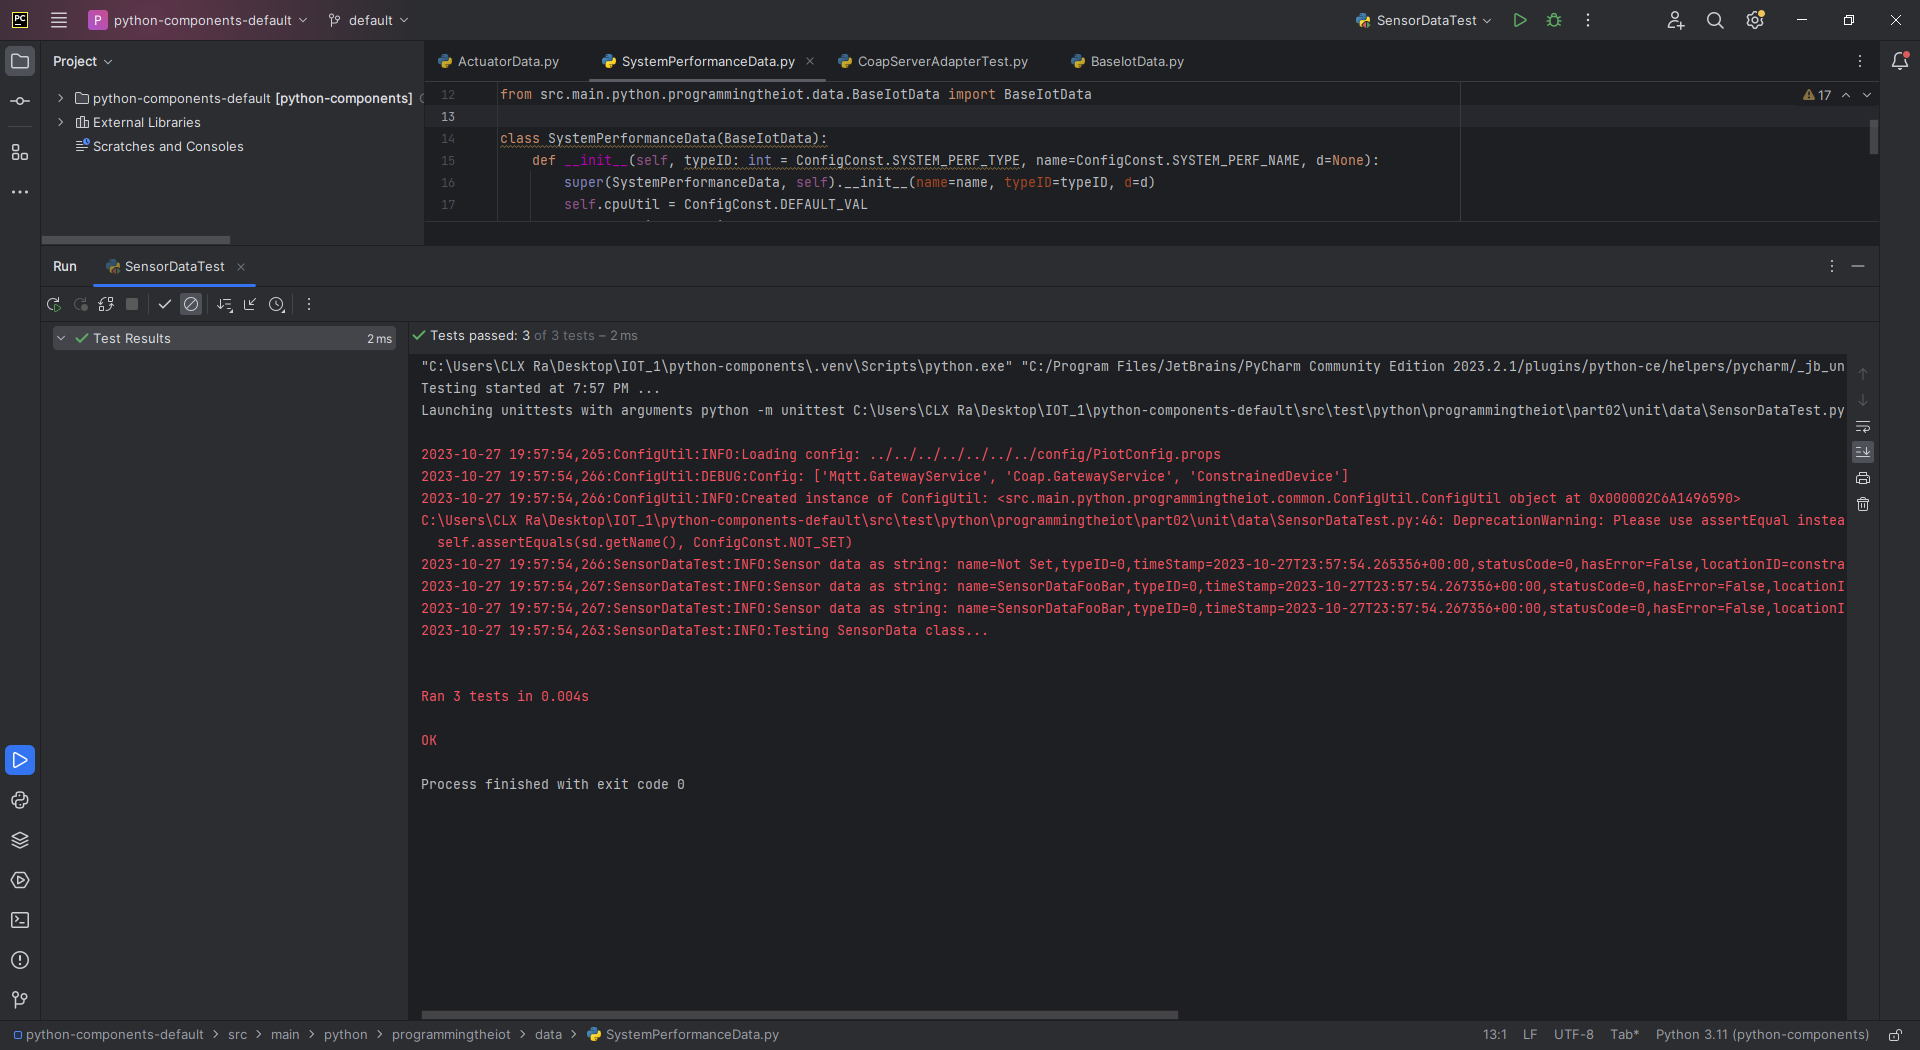 PC
P python-components-default
default
SensorDataTest
Project
ActuatorData.py
SystemPerformanceData.py
CoapServerAdapterTest.py
BaseIotData.py
python-components-default [python-components]
External Libraries
Scratches and Consoles
17
12 from src.main.python.programmingtheiot.data.BaseIotData import BaseIotData
13
14 class SystemPerformanceData(BaseIotData):
15 def __init__(self, typeID: int = ConfigConst.SYSTEM_PERF_TYPE, name=ConfigConst.SYSTEM_PERF_NAME, d=None):
16 super(SystemPerformanceData, self).__init__(name=name, typeID=typeID, d=d)
17 self.cpuUtil = ConfigConst.DEFAULT_VAL
Run
SensorDataTest
Test Results
2 ms
Tests passed: 3 of 3 tests – 2 ms
"C:\Users\CLX Ra\Desktop\IOT_1\python-components\.venv\Scripts\python.exe" "C:/Program Files/JetBrains/PyCharm Community Edition 2023.2.1/plugins/python-ce/helpers/pycharm/_jb_un
Testing started at 7:57 PM ...
Launching unittests with arguments python -m unittest C:\Users\CLX Ra\Desktop\IOT_1\python-components-default\src\test\python\programmingtheiot\part02\unit\data\SensorDataTest.py
2023-10-27 19:57:54,265:ConfigUtil:INFO:Loading config: ../../../../../../../config/PiotConfig.props
2023-10-27 19:57:54,266:ConfigUtil:DEBUG:Config: ['Mqtt.GatewayService', 'Coap.GatewayService', 'ConstrainedDevice']
2023-10-27 19:57:54,266:ConfigUtil:INFO:Created instance of ConfigUtil: <src.main.python.programmingtheiot.common.ConfigUtil.ConfigUtil object at 0x000002C6A1496590>
C:\Users\CLX Ra\Desktop\IOT_1\python-components-default\src\test\python\programmingtheiot\part02\unit\data\SensorDataTest.py:46: DeprecationWarning: Please use assertEqual instea
self.assertEquals(sd.getName(), ConfigConst.NOT_SET)
2023-10-27 19:57:54,266:SensorDataTest:INFO:Sensor data as string: name=Not Set,typeID=0,timeStamp=2023-10-27T23:57:54.265356+00:00,statusCode=0,hasError=False,locationID=constra
2023-10-27 19:57:54,267:SensorDataTest:INFO:Sensor data as string: name=SensorDataFooBar,typeID=0,timeStamp=2023-10-27T23:57:54.267356+00:00,statusCode=0,hasError=False,locationI
2023-10-27 19:57:54,267:SensorDataTest:INFO:Sensor data as string: name=SensorDataFooBar,typeID=0,timeStamp=2023-10-27T23:57:54.267356+00:00,statusCode=0,hasError=False,locationI
2023-10-27 19:57:54,263:SensorDataTest:INFO:Testing SensorData class...
Ran 3 tests in 0.004s
OK
Process finished with exit code 0
python-components-default > src > main > python > programmingtheiot > data > SystemPerformanceData.py
13:1 LF UTF-8 Tab* Python 3.11 (python-components)